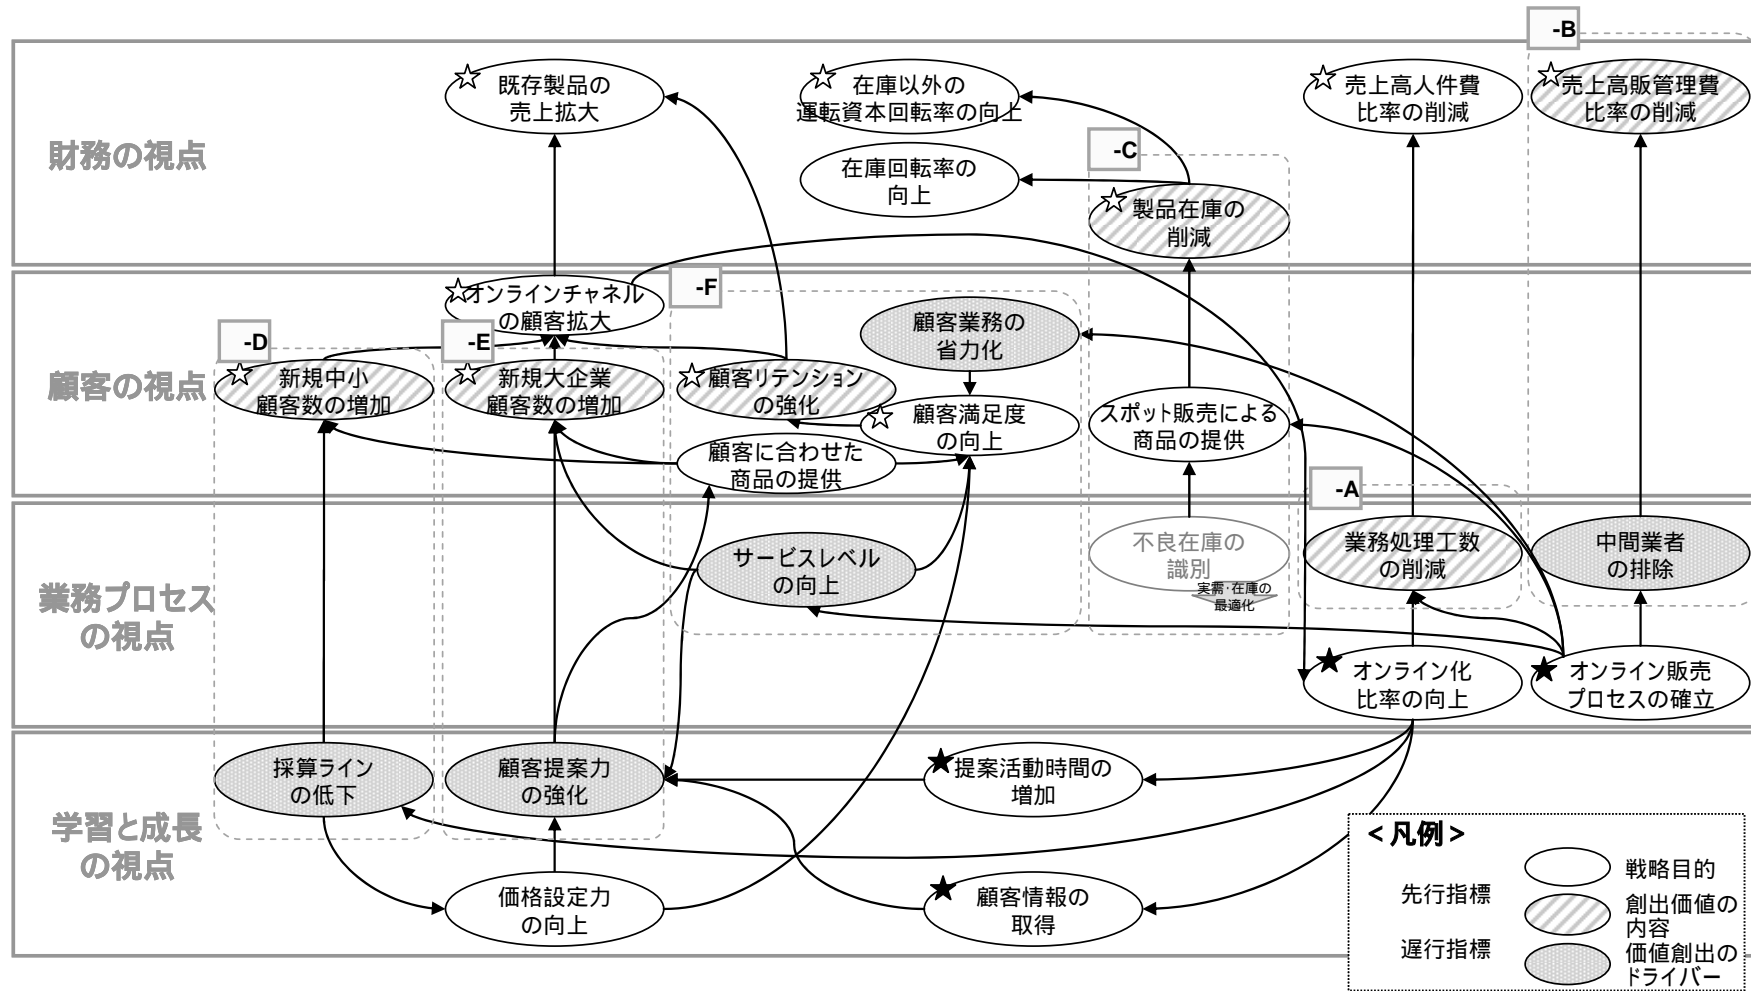 -B
既存製品の
売上拡大
在庫以外の
運転資本回転率の向上
売上高人件費
比率の削減
売上高販管理費
比率の削減
財務の視点
-C
在庫回転率の
向上
製品在庫の
削減
-F
オンラインチャネル
の顧客拡大
顧客業務の
省力化
-D
-E
顧客の視点
新規中小
顧客数の増加
新規大企業
顧客数の増加
顧客リテンション
の強化
顧客満足度
の向上
スポット販売による
商品の提供
顧客に合わせた
商品の提供
-A
業務プロセス
の視点
サービスレベル
の向上
不良在庫の
識別
実需・在庫の
最適化
業務処理工数
の削減
中間業者
の排除
オンライン化
比率の向上
オンライン販売
プロセスの確立
学習と成長
の視点
採算ライン
の低下
顧客提案力
の強化
提案活動時間の
増加
価格設定力
の向上
顧客情報の
取得
<凡例>
先行指標
遅行指標
戦略目的
創出価値の
内容
価値創出の
ドライバー